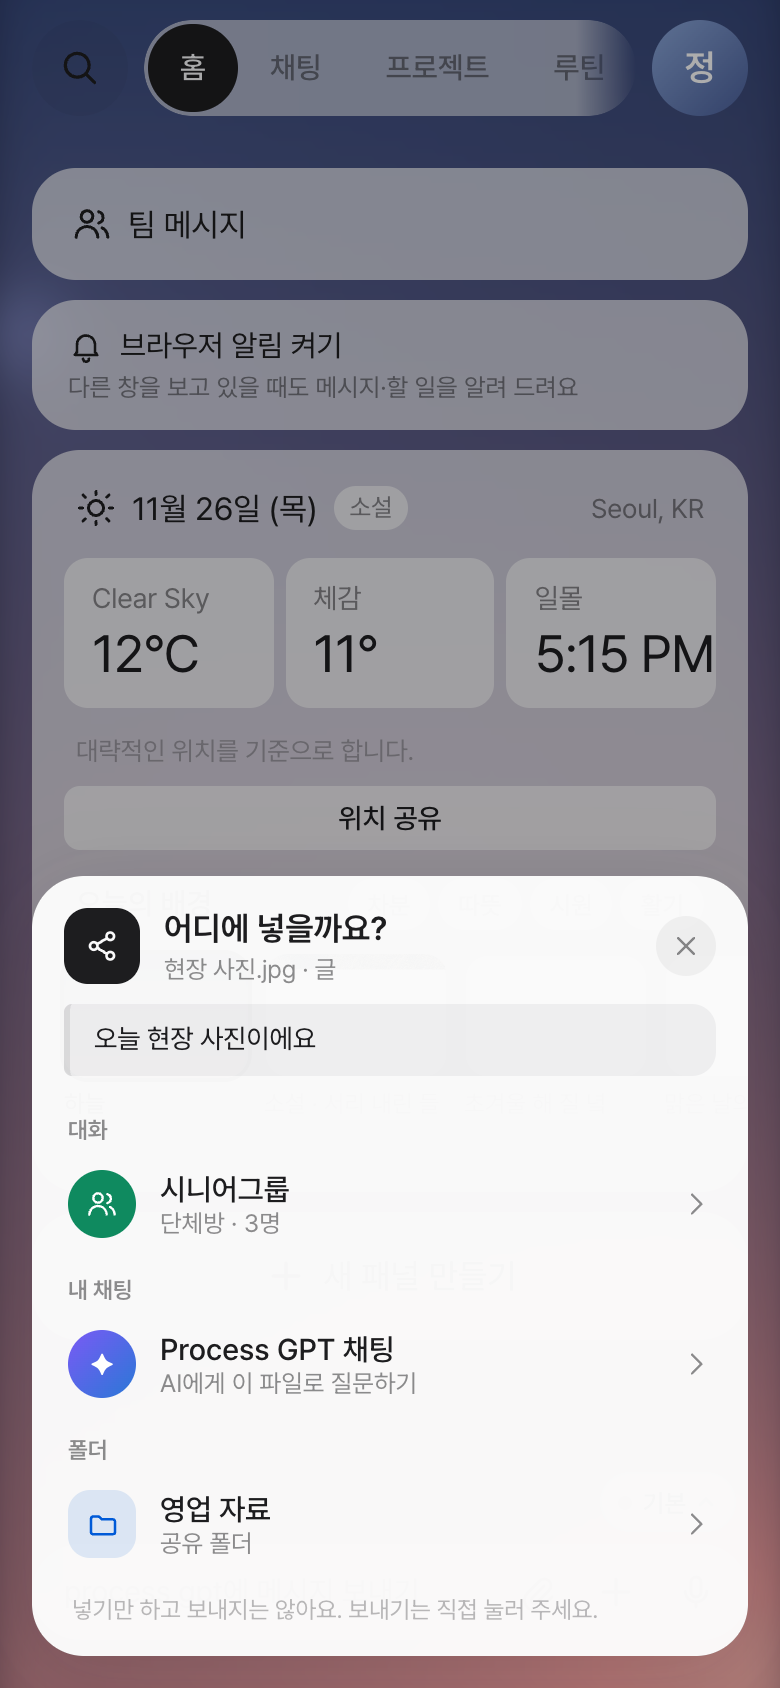 홈
채팅
프로젝트
루틴
정
팀 메시지
브라우저 알림 켜기
다른 창을 보고 있을 때도 메시지·할 일을 알려 드려요
11월 26일 (목)
소설
Seoul, KR
Clear Sky
12°C
체감
11°
일몰
5:15 PM
대략적인 위치를 기준으로 합니다.
위치 공유
어디에 넣을까요?
현장 사진.jpg · 글
오늘 현장 사진이에요
대화
시니어그룹
단체방 · 3명
새 패널 만들기
내 채팅
Process GPT 채팅
AI에게 이 파일로 질문하기
폴더
영업 자료
공유 폴더
넣기만 하고 보내지는 않아요. 보내기는 직접 눌러 주세요.